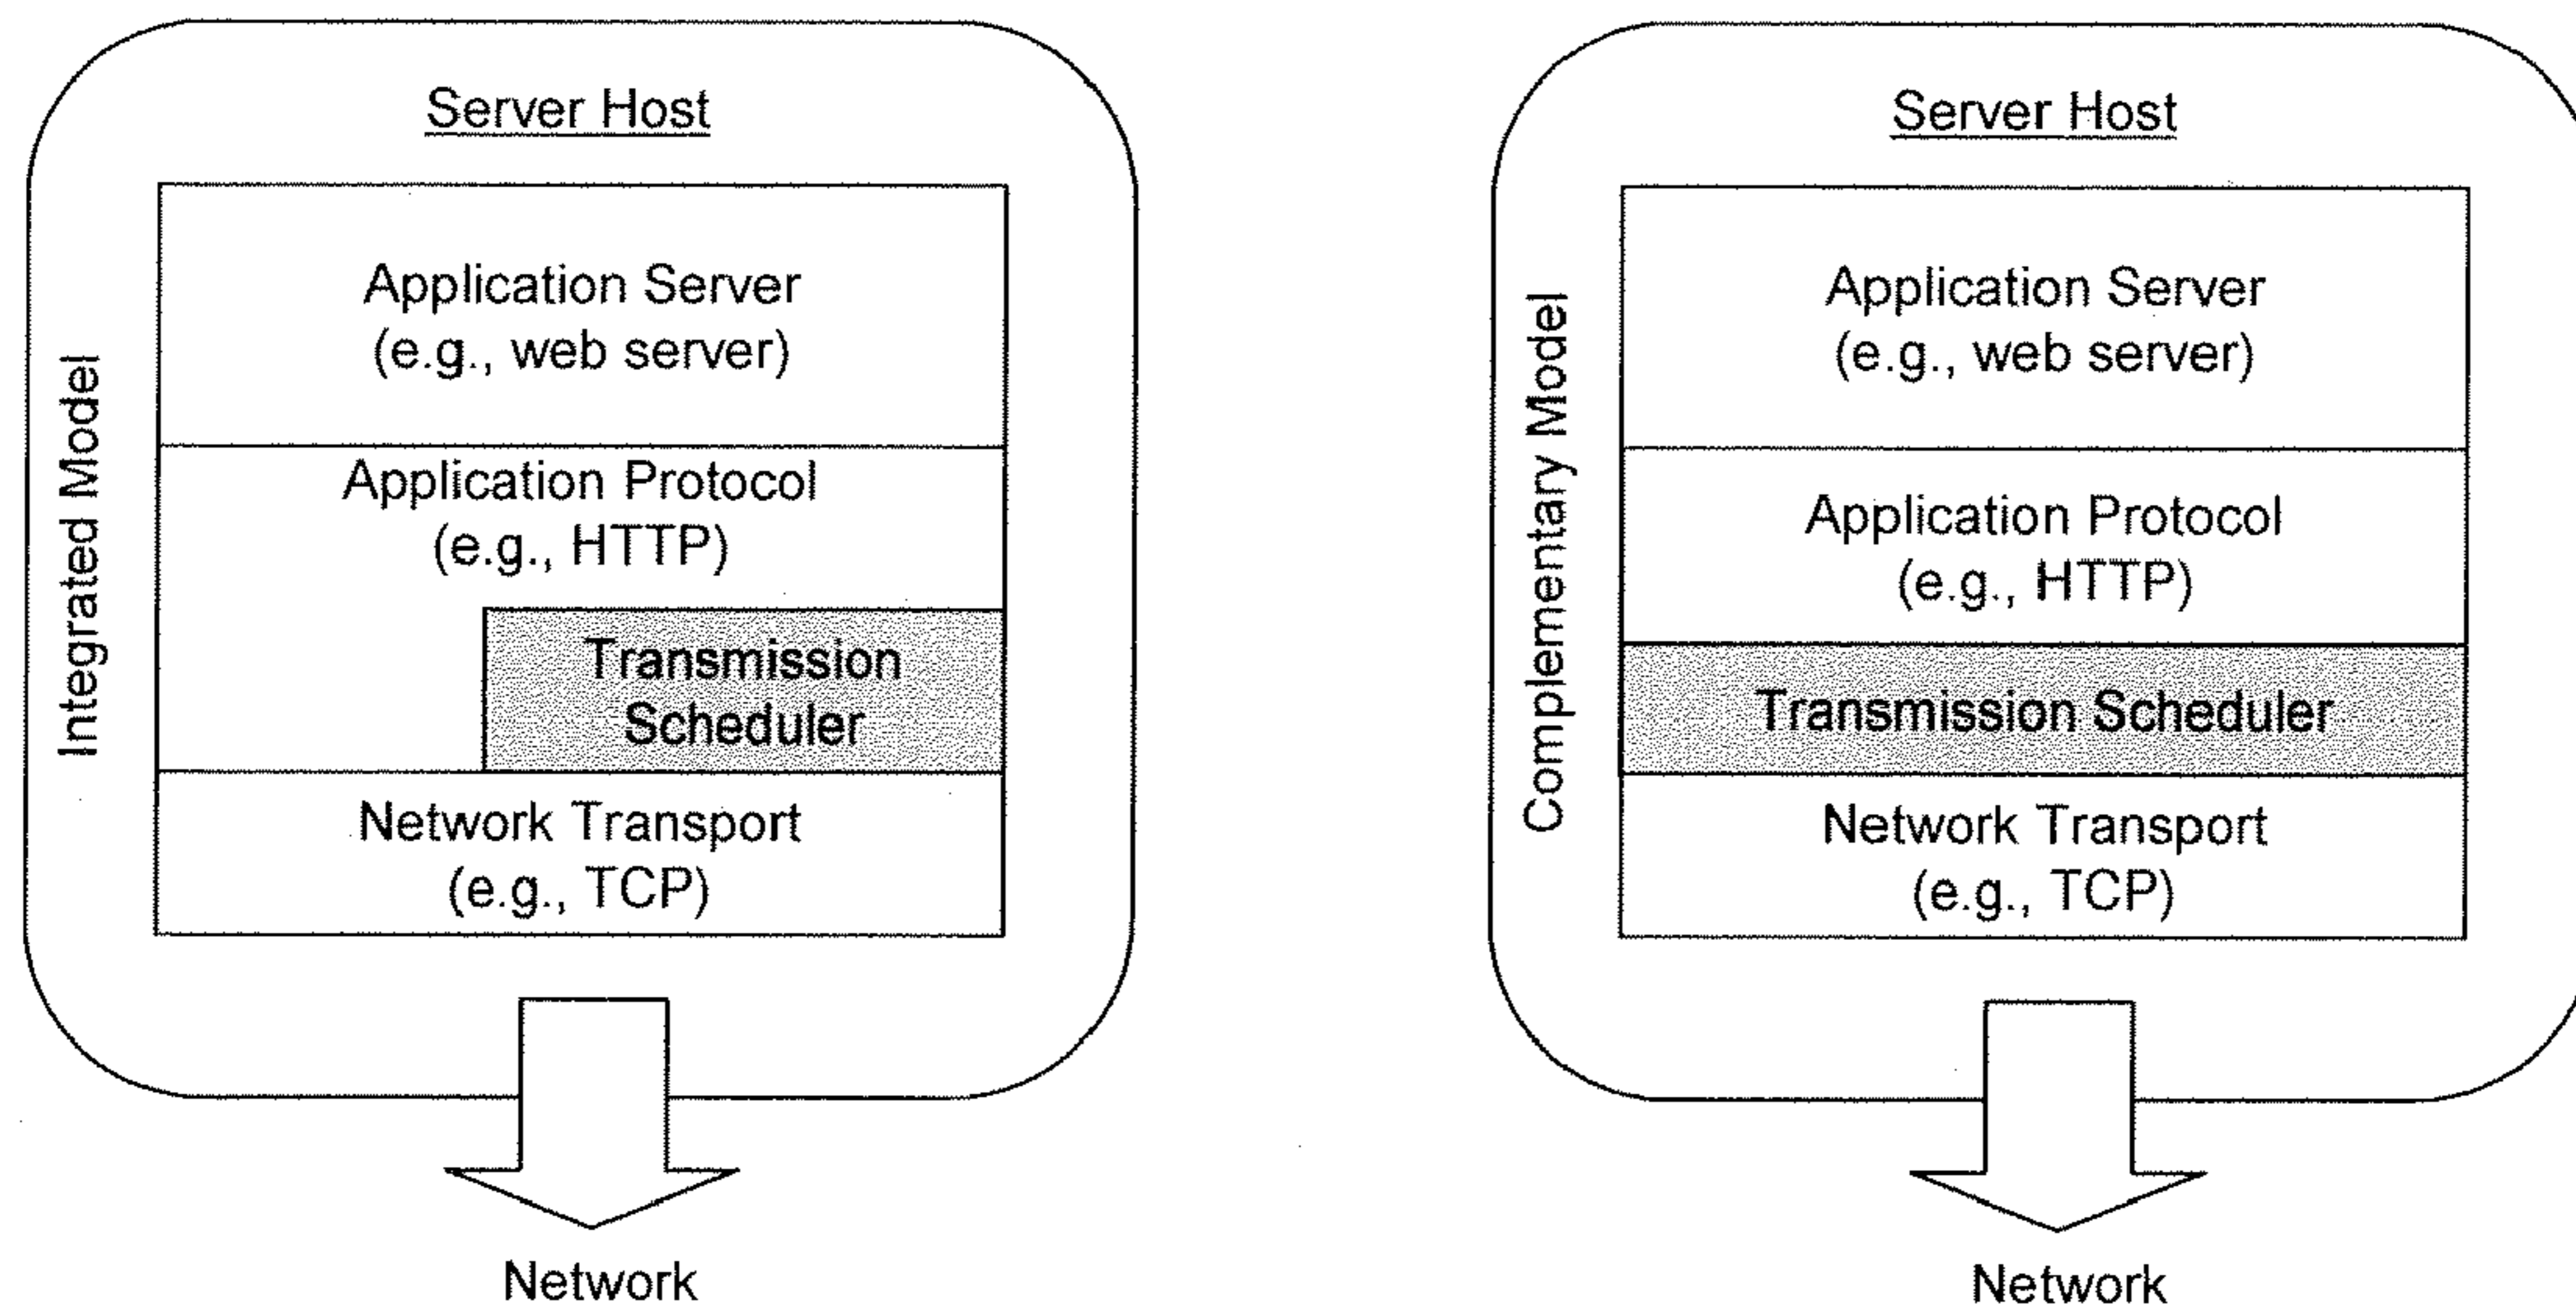 Server Host
Integrated Model
Application Server
(e.g., web server)
Application Protocol
(e.g., HTTP)
Transmission
Scheduler
Network Transport
(e.g., TCP)
Network
Server Host
Complementary Model
Application Server
(e.g., web server)
Application Protocol
(e.g., HTTP)
Transmission Scheduler
Network Transport
(e.g., TCP)
Network